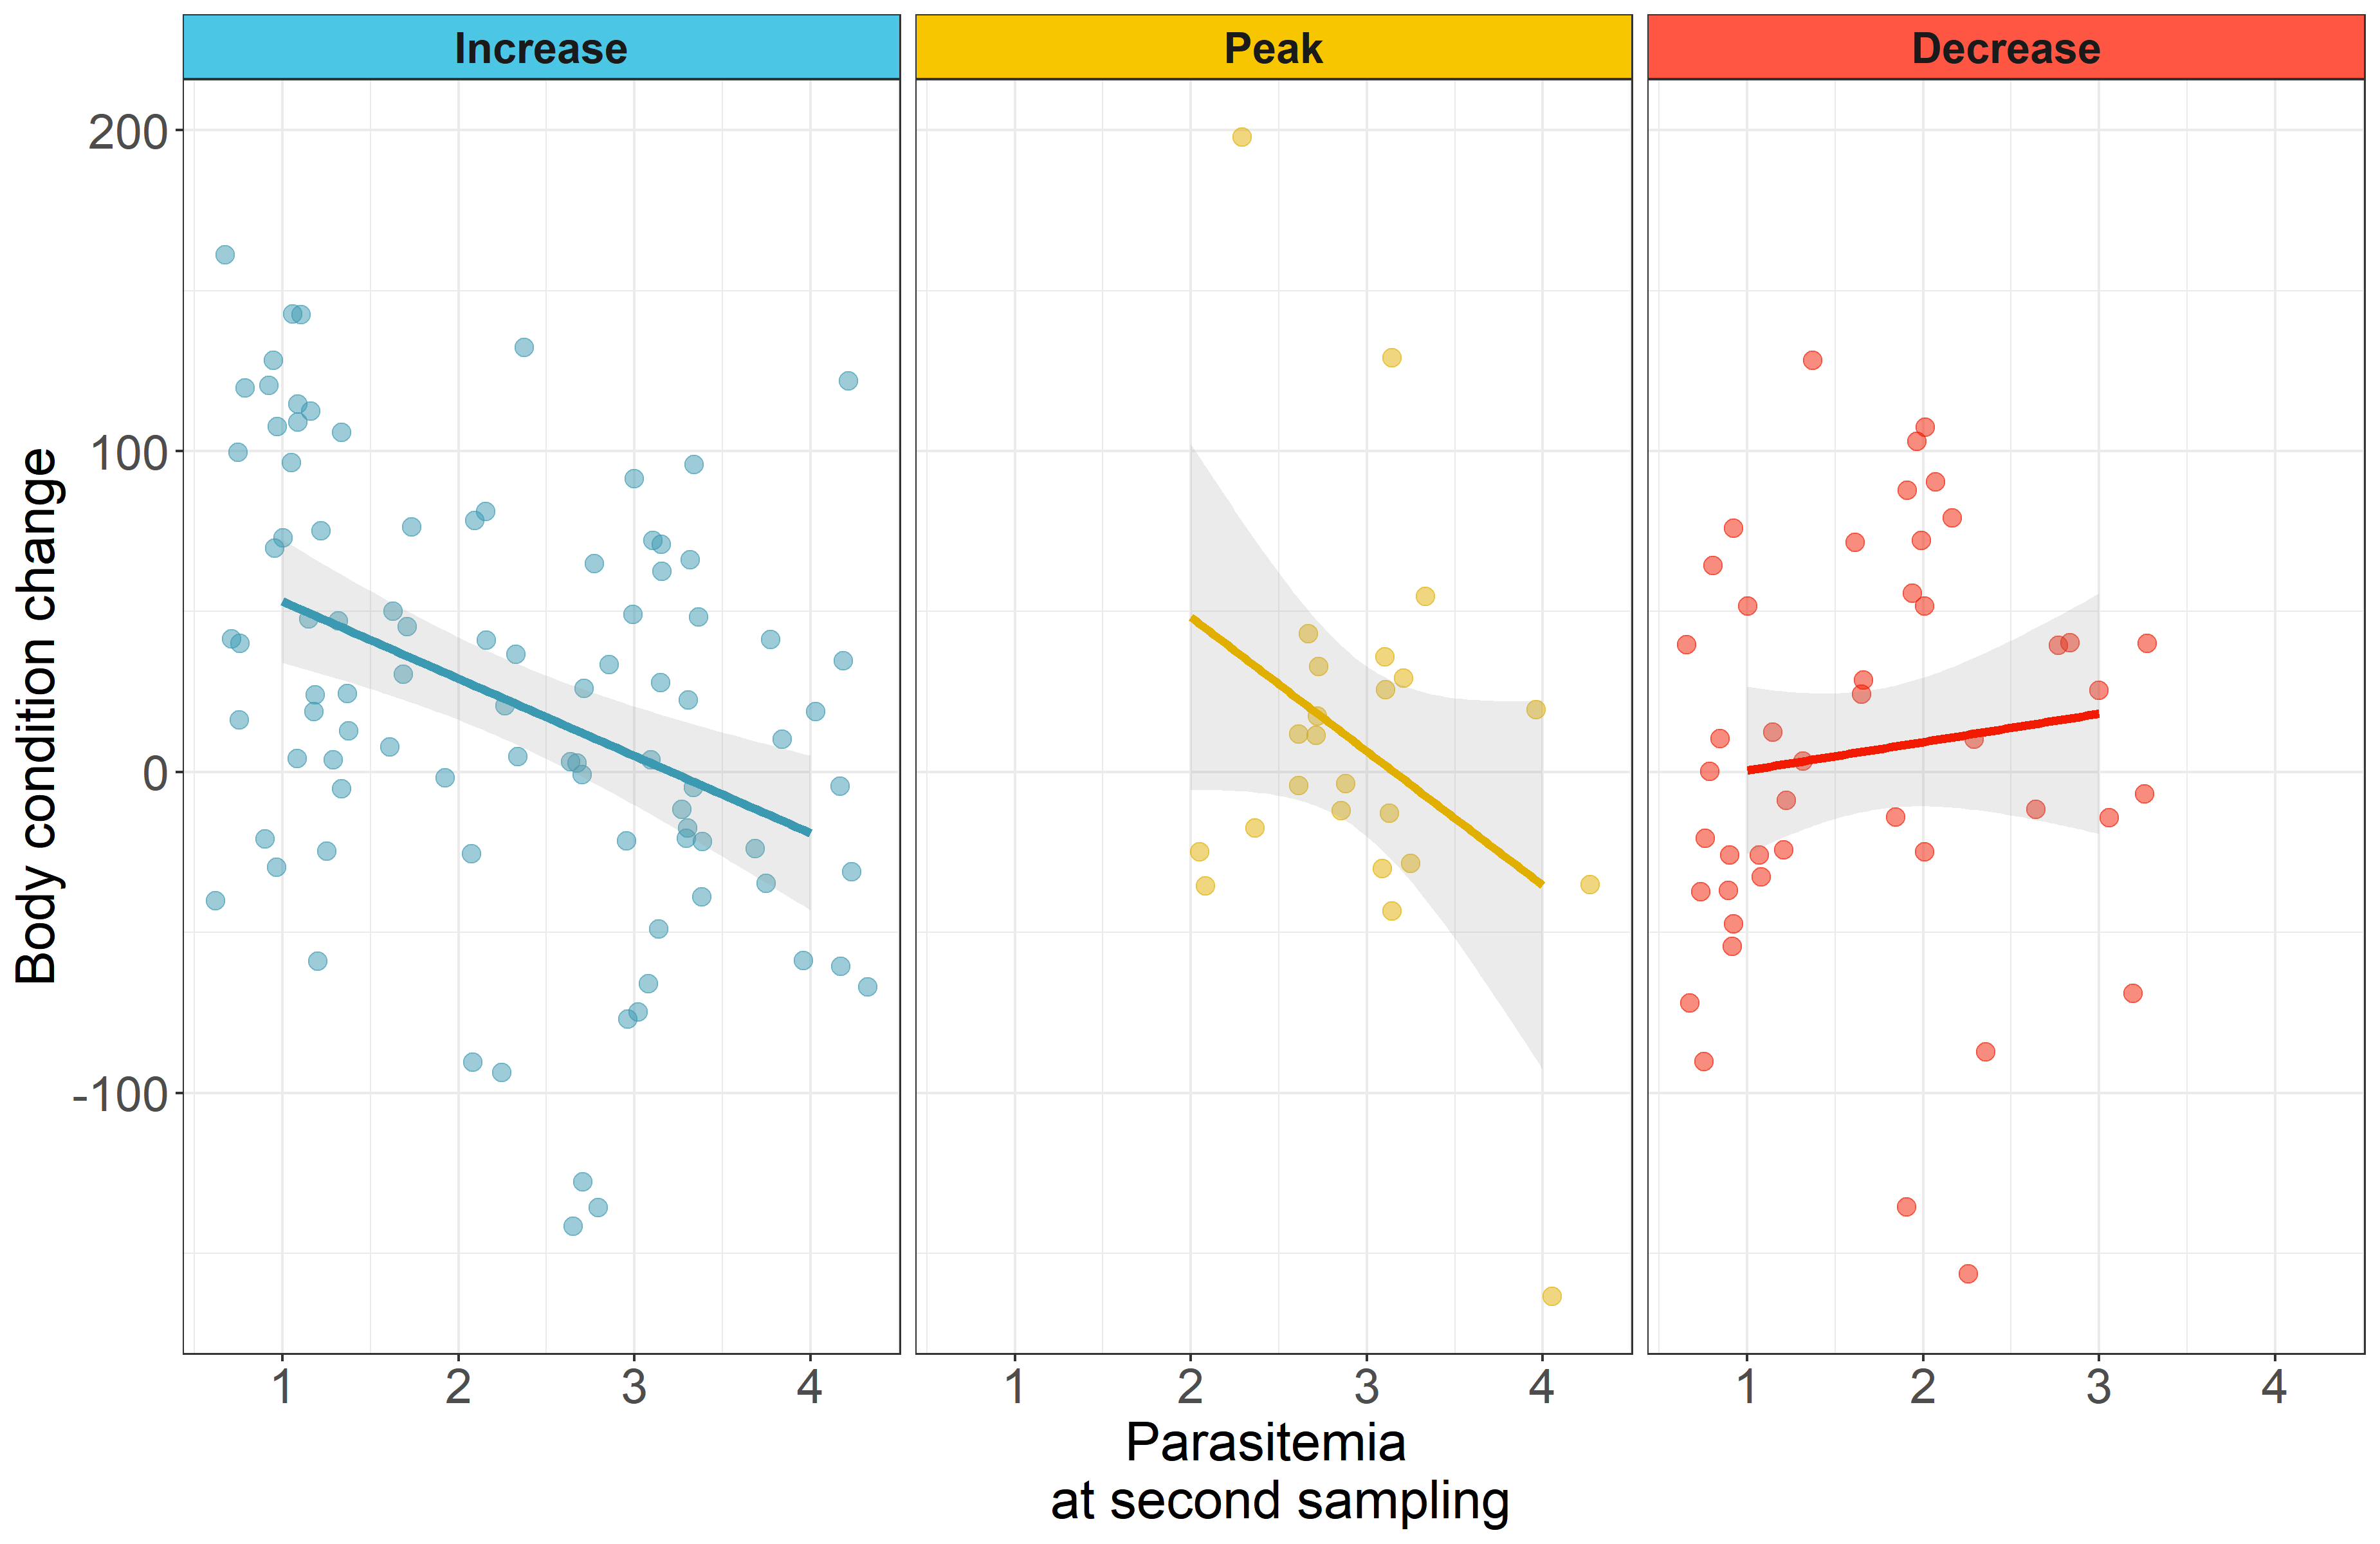 Increase Peak Decrease
Body condition change
200
100
0
-100
1 2 3 4 1 2 3 4 1 2 3 4
Parasitemia
at second sampling